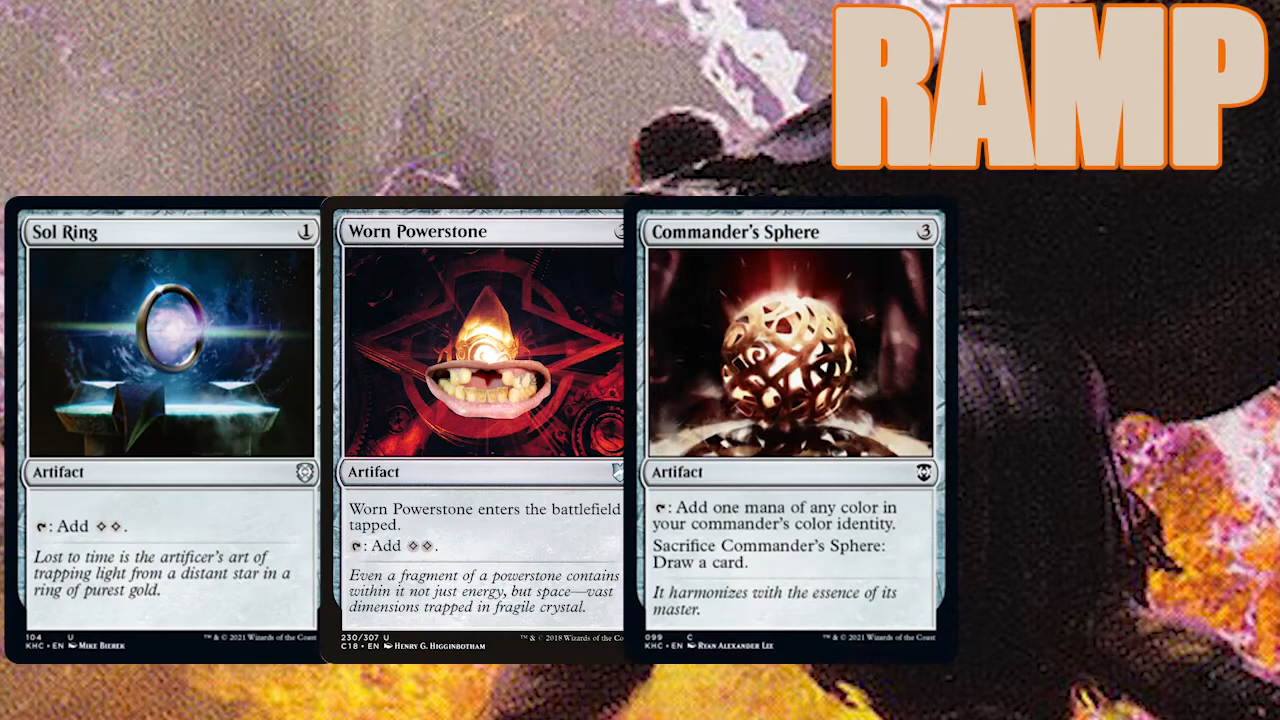 RAMP
Sol Ring 1
Artifact
: Add .
Lost to time is the artificer's art of
trapping light from a distant star in a
ring of purest gold.
104 U
KHC • EN Mike Bierek
™ & © 2021 Wizards of the Coast
Worn Powerstone
Artifact
Worn Powerstone enters the battlefield
tapped.
: Add .
Even a fragment of a powerstone contains
within it not just energy, but space—vast
dimensions trapped in fragile crystal.
230/307 U
C18 • EN Henry G. Higginbotham
™ & © 2018 Wizards of the Co
Commander's Sphere 3
Artifact
: Add one mana of any color in
your commander's color identity.
Sacrifice Commander's Sphere:
Draw a card.
It harmonizes with the essence of its
master.
099 C
KHC • EN Ryan Alexander Lee
™ & © 2021 Wizards of the Coast